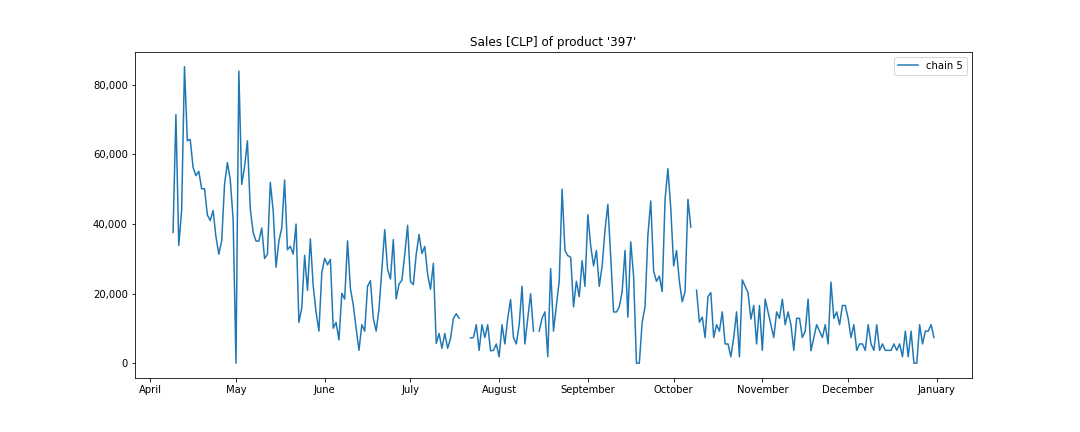 Sales [CLP] of product '397'
chain 5
80,000
60,000
40,000
20,000
0
April May June July August September October November December January